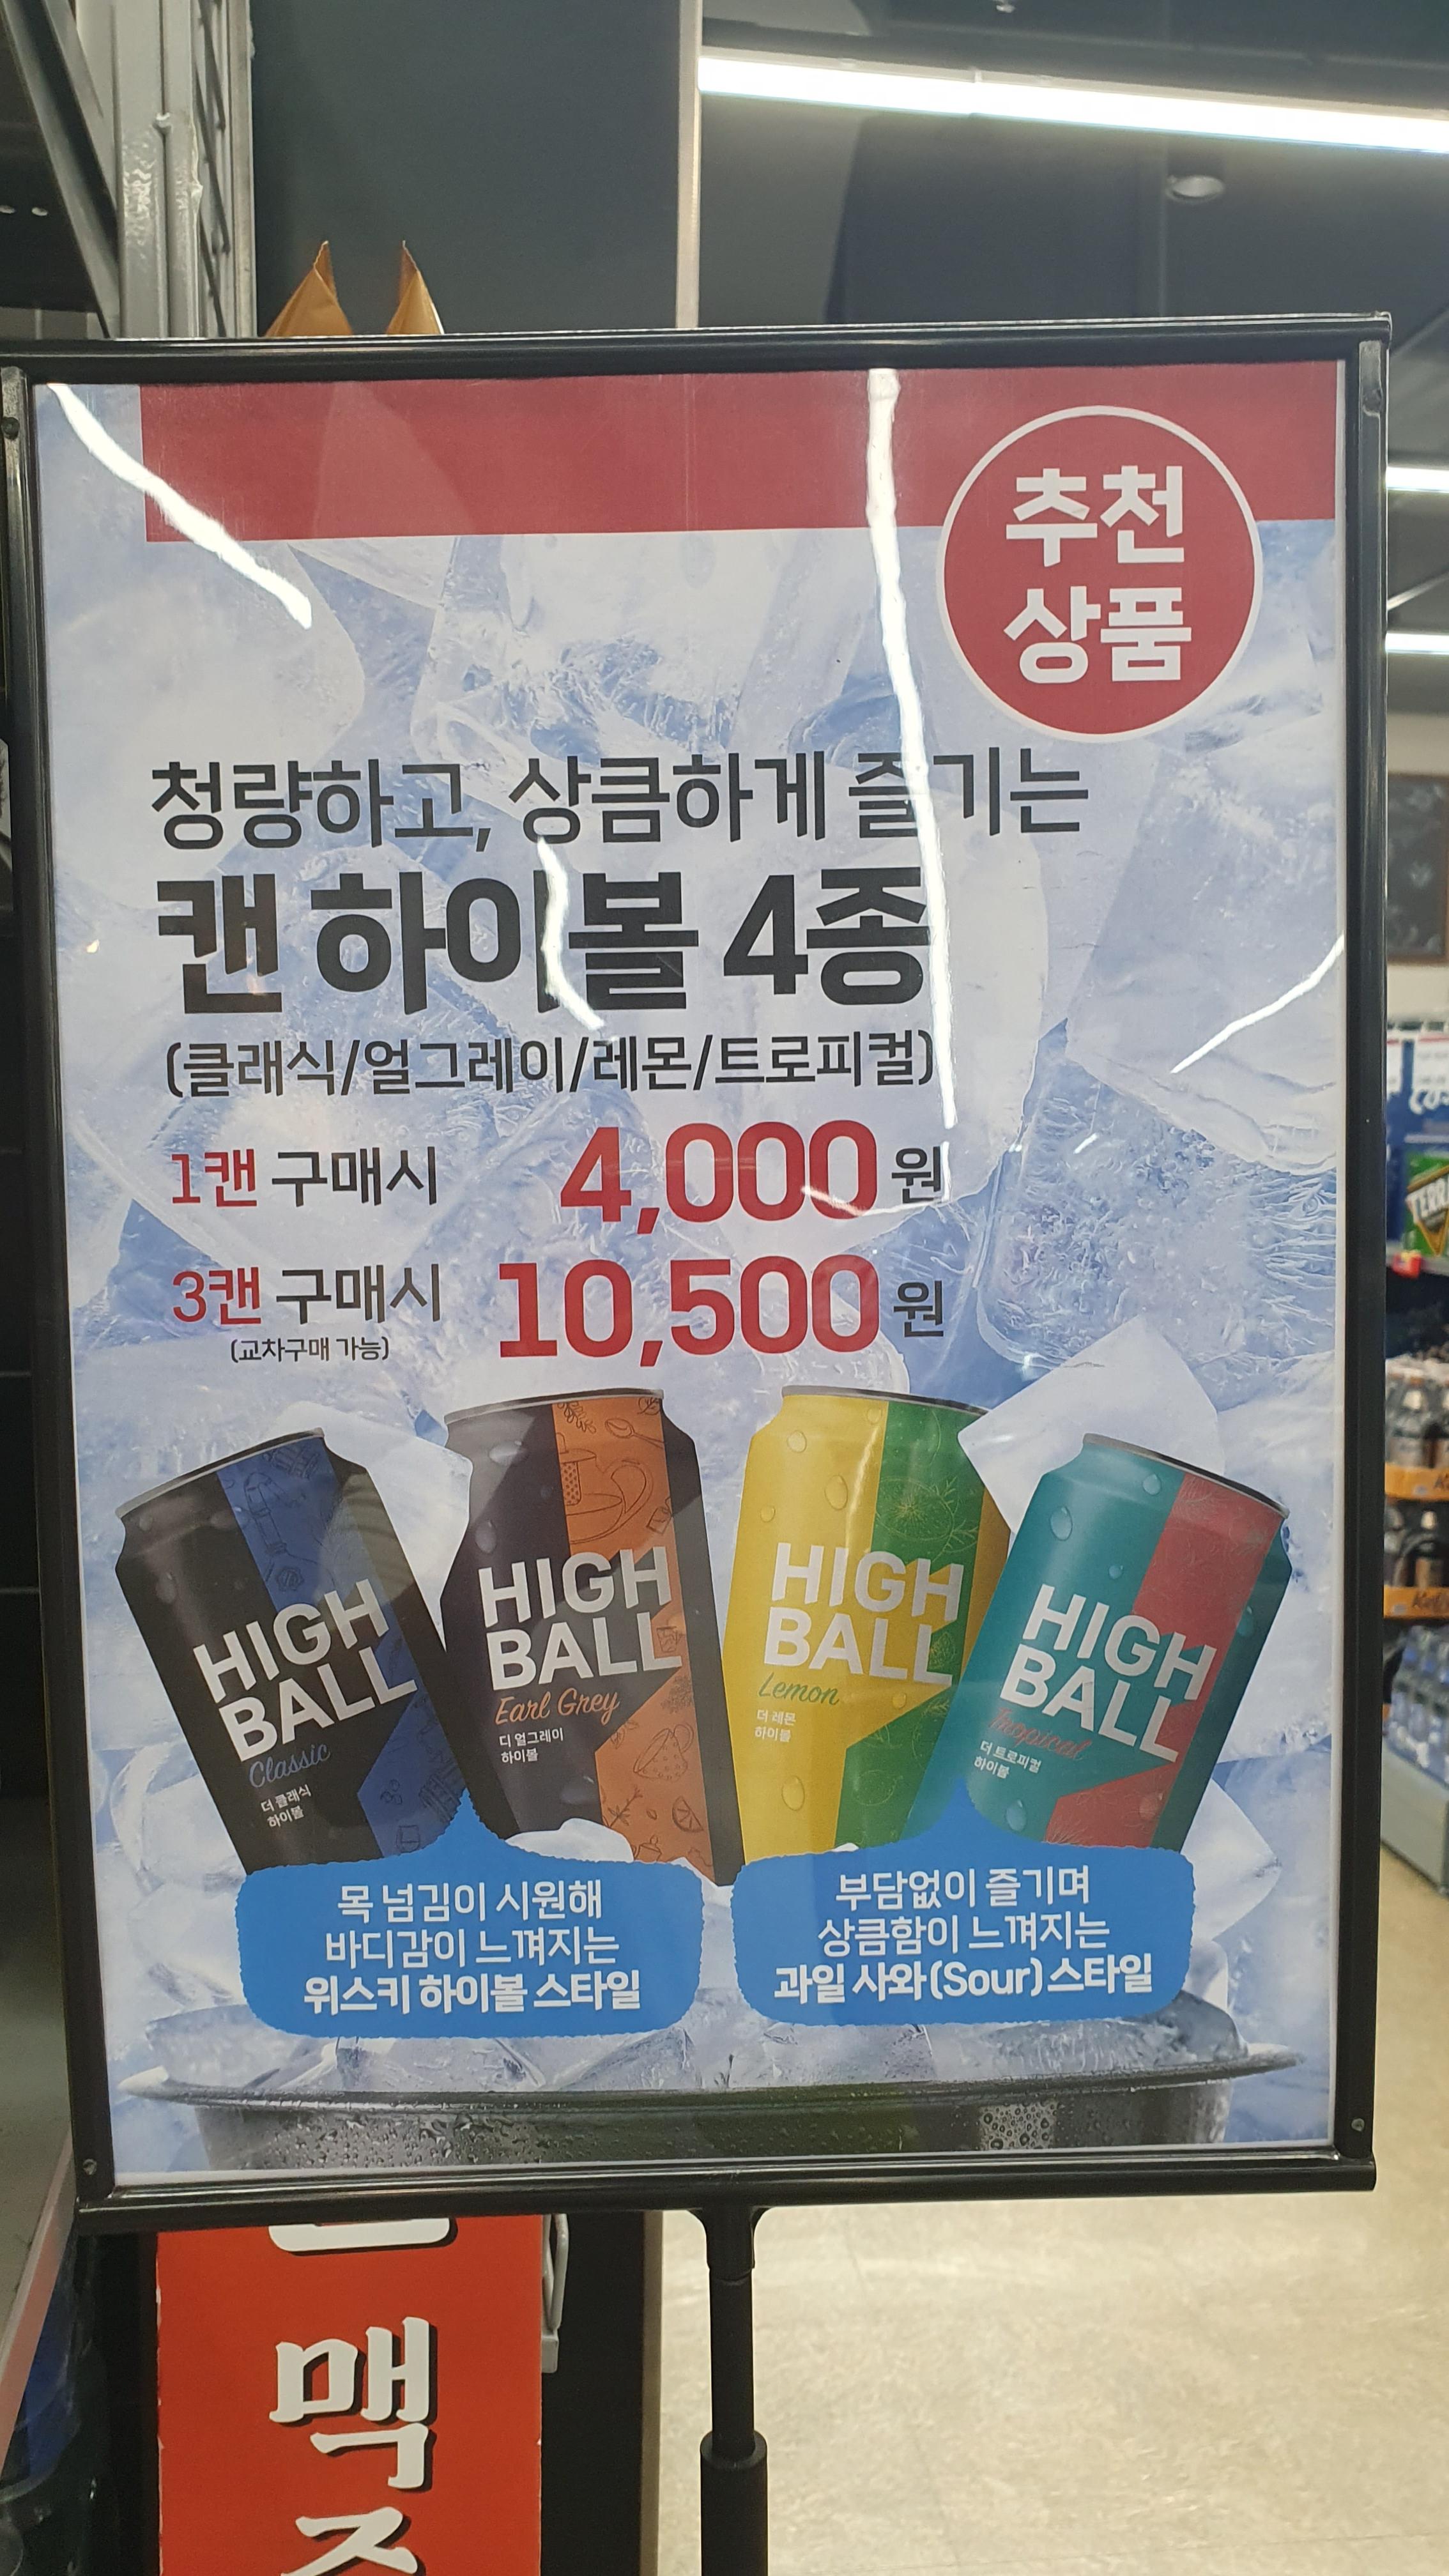 추천
상품
청량하고, 상큼하게 즐기는
캔 하이볼 4종
(클래식/얼그레이/레몬/트로피컬)
1캔 구매시 4,000원
3캔 구매시 10,500원
(교차구매 가능)
HIGH
BALL
Classic
더 클래식
하이볼
HIGH
BALL
Earl Grey
디 얼그레이
하이볼
HIGH
BALL
Lemon
더 레몬
하이볼
HIGH
BALL
Tropical
더 트로피컬
하이볼
목 넘김이 시원해
바디감이 느껴지는
위스키 하이볼 스타일
부담없이 즐기며
상큼함이 느껴지는
과일 사와(Sour)스타일
TERRA
맥